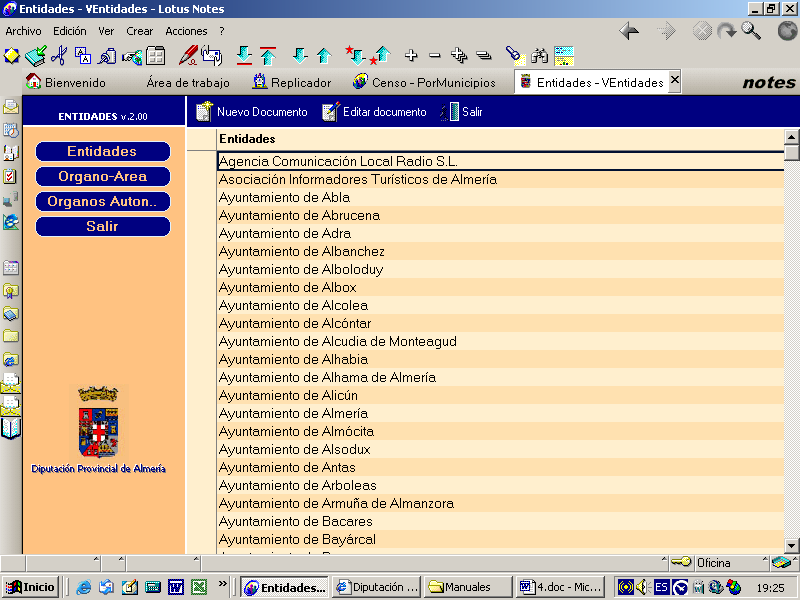 Entidades - VEntidades - Lotus Notes
Archivo Edición Ver Crear Acciones ?
Bienvenido Área de trabajo Replicador Censo - PorMunicipios Entidades - VEntidades notes
ENTIDADES v.2.00 Nuevo Documento Editar documento Salir
Entidades
Organo-Area
Organos Auton..
Salir
Diputación Provincial de Almería
Entidades
Agencia Comunicación Local Radio S.L.
Asociación Informadores Turísticos de Almería
Ayuntamiento de Abla
Ayuntamiento de Abrucena
Ayuntamiento de Adra
Ayuntamiento de Albanchez
Ayuntamiento de Alboloduy
Ayuntamiento de Albox
Ayuntamiento de Alcolea
Ayuntamiento de Alcóntar
Ayuntamiento de Alcudia de Monteagud
Ayuntamiento de Alhabia
Ayuntamiento de Alhama de Almería
Ayuntamiento de Alicún
Ayuntamiento de Almería
Ayuntamiento de Almócita
Ayuntamiento de Alsodux
Ayuntamiento de Antas
Ayuntamiento de Arboleas
Ayuntamiento de Armuña de Almanzora
Ayuntamiento de Bacares
Ayuntamiento de Bayárcal
Oficina
Inicio » Entidades... Diputación ... Manuales 4.doc - Mic... ES 19:25